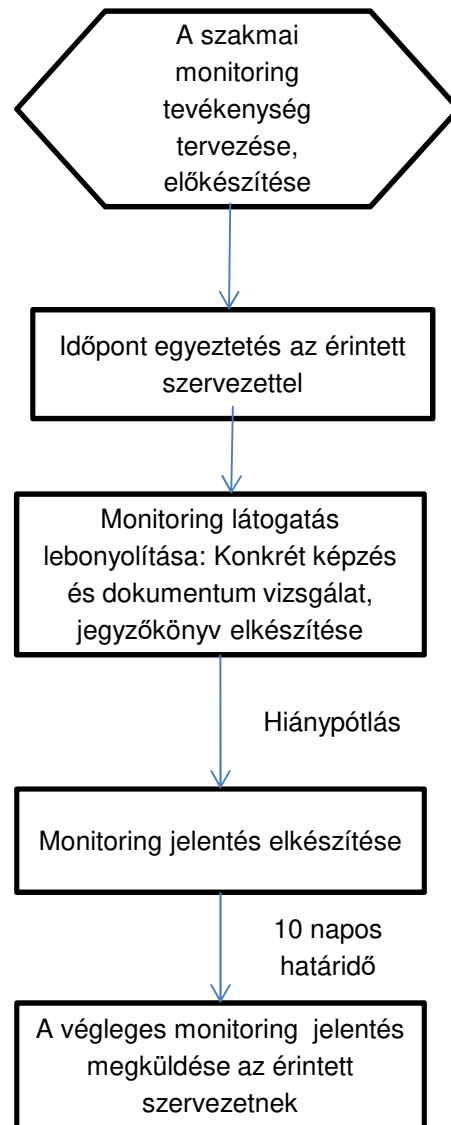 A szakmai
monitoring
tevékenység
tervezése,
előkészítése
Időpont egyeztetés az érintett
szervezettel
Monitoring látogatás
lebonyolítása: Konkrét képzés
és dokumentum vizsgálat,
jegyzőkönyv elkészítése
Hiánypótlás
Monitoring jelentés elkészítése
10 napos
határidő
A végleges monitoring  jelentés
megküldése az érintett
szervezetnek